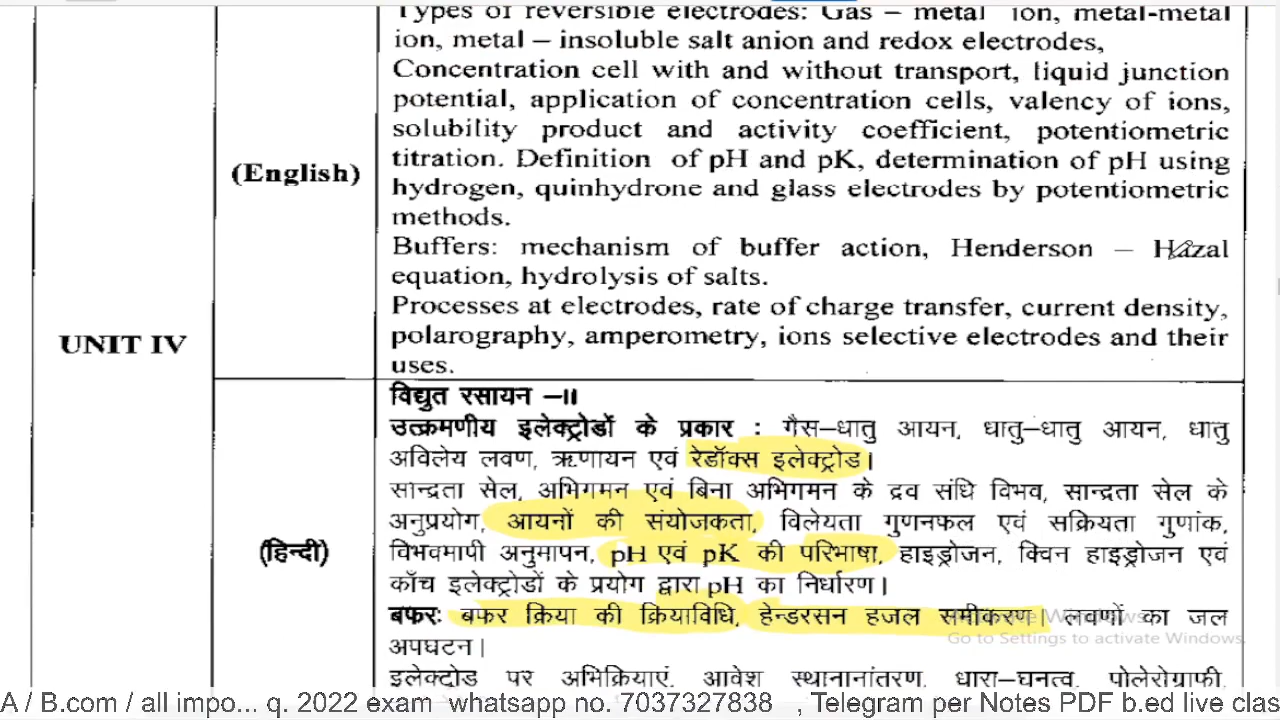 Types of reversible electrodes: Gas – metal ion, metal-metal
ion, metal – insoluble salt anion and redox electrodes,
Concentration cell with and without transport, liquid junction
potential, application of concentration cells, valency of ions,
solubility product and activity coefficient, potentiometric
titration. Definition of pH and pK, determination of pH using
(English)
hydrogen, quinhydrone and glass electrodes by potentiometric
methods.
Buffers: mechanism of buffer action, Henderson – Hazal
equation, hydrolysis of salts.
Processes at electrodes, rate of charge transfer, current density,
polarography, amperometry, ions selective electrodes and their
uses.
UNIT IV
विद्युत रसायन –II
उत्क्रमणीय इलेक्ट्रोडों के प्रकार : गैस–धातु आयन, धातु–धातु आयन, धातु
अविलेय लवण, ऋणायन एवं रेडॉक्स इलेक्ट्रोड।
सान्द्रता सेल, अभिगमन एवं बिना अभिगमन के द्रव संधि विभव, सान्द्रता सेल के
अनुप्रयोग, आयनों की संयोजकता, विलेयता गुणनफल एवं सक्रियता गुणांक,
(हिन्दी)
विभवमापी अनुमापन, pH एवं pK की परिभाषा, हाइड्रोजन, क्विन हाइड्रोजन एवं
काँच इलेक्ट्रोडों के प्रयोग द्वारा pH का निर्धारण।
बफरः बफर क्रिया की क्रियाविधि, हेन्डरसन हजल समीकरण। लवणों का जल
अपघटन।
Activate Windows
Go to Settings to activate Windows.
इलेक्ट्रोड पर अभिक्रियाएं, आवेश स्थानानांतरण, धारा–घनत्व, पोलेरोग्राफी,
A / B.com / all impo... q. 2022 exam whatsapp no. 7037327838 , Telegram per Notes PDF b.ed live clas